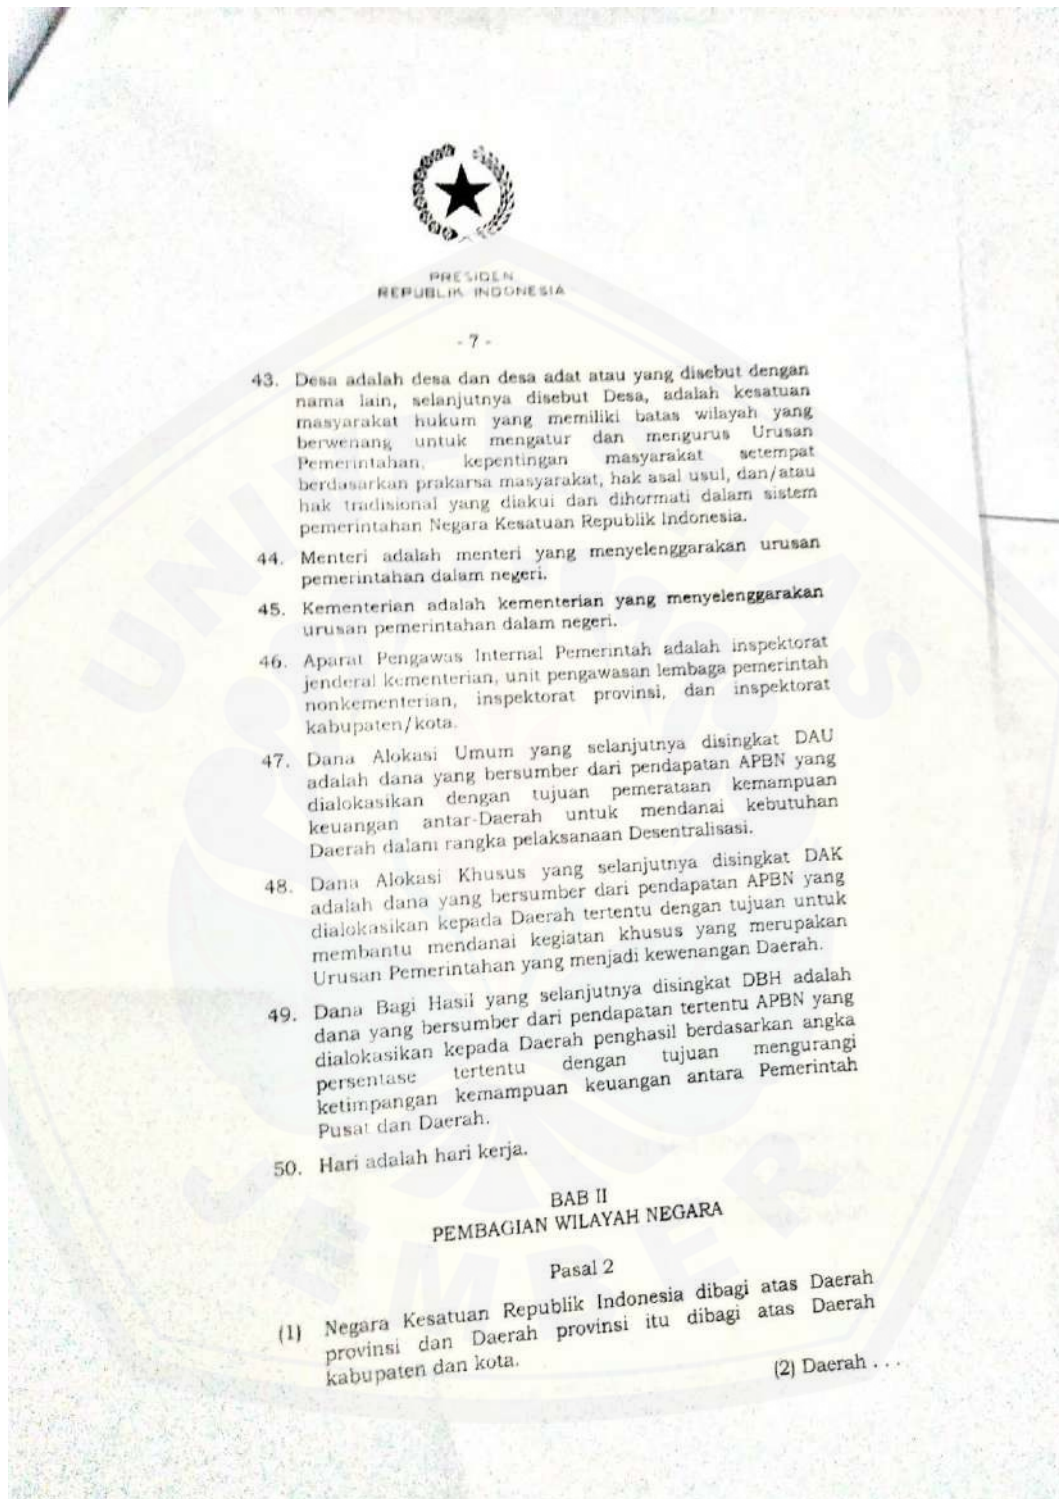 PRESIDEN
REPUBLIK INDONESIA
- 7 -
43. Desa adalah desa dan desa adat atau yang disebut dengan
nama lain, selanjutnya disebut Desa, adalah kesatuan
masyarakat hukum yang memiliki batas wilayah yang
berwenang untuk mengatur dan mengurus Urusan
Pemerintahan, kepentingan masyarakat setempat
berdasarkan prakarsa masyarakat, hak asal usul, dan/atau
hak tradisional yang diakui dan dihormati dalam sistem
pemerintahan Negara Kesatuan Republik Indonesia.
44. Menteri adalah menteri yang menyelenggarakan urusan
pemerintahan dalam negeri.
45. Kementerian adalah kementerian yang menyelenggarakan
urusan pemerintahan dalam negeri.
46. Aparat Pengawas Internal Pemerintah adalah inspektorat
jenderal kementerian, unit pengawasan lembaga pemerintah
nonkementerian, inspektorat provinsi, dan inspektorat
kabupaten/kota.
47. Dana Alokasi Umum yang selanjutnya disingkat DAU
adalah dana yang bersumber dari pendapatan APBN yang
dialokasikan dengan tujuan pemerataan kemampuan
keuangan antar-Daerah untuk mendanai kebutuhan
Daerah dalam rangka pelaksanaan Desentralisasi.
48. Dana Alokasi Khusus yang selanjutnya disingkat DAK
adalah dana yang bersumber dari pendapatan APBN yang
dialokasikan kepada Daerah tertentu dengan tujuan untuk
membantu mendanai kegiatan khusus yang merupakan
Urusan Pemerintahan yang menjadi kewenangan Daerah.
49. Dana Bagi Hasil yang selanjutnya disingkat DBH adalah
dana yang bersumber dari pendapatan tertentu APBN yang
dialokasikan kepada Daerah penghasil berdasarkan angka
persentase tertentu dengan tujuan mengurangi
ketimpangan kemampuan keuangan antara Pemerintah
Pusat dan Daerah.
50. Hari adalah hari kerja.
BAB II
PEMBAGIAN WILAYAH NEGARA
Pasal 2
(1) Negara Kesatuan Republik Indonesia dibagi atas Daerah
provinsi dan Daerah provinsi itu dibagi atas Daerah
kabupaten dan kota.
(2) Daerah . . .